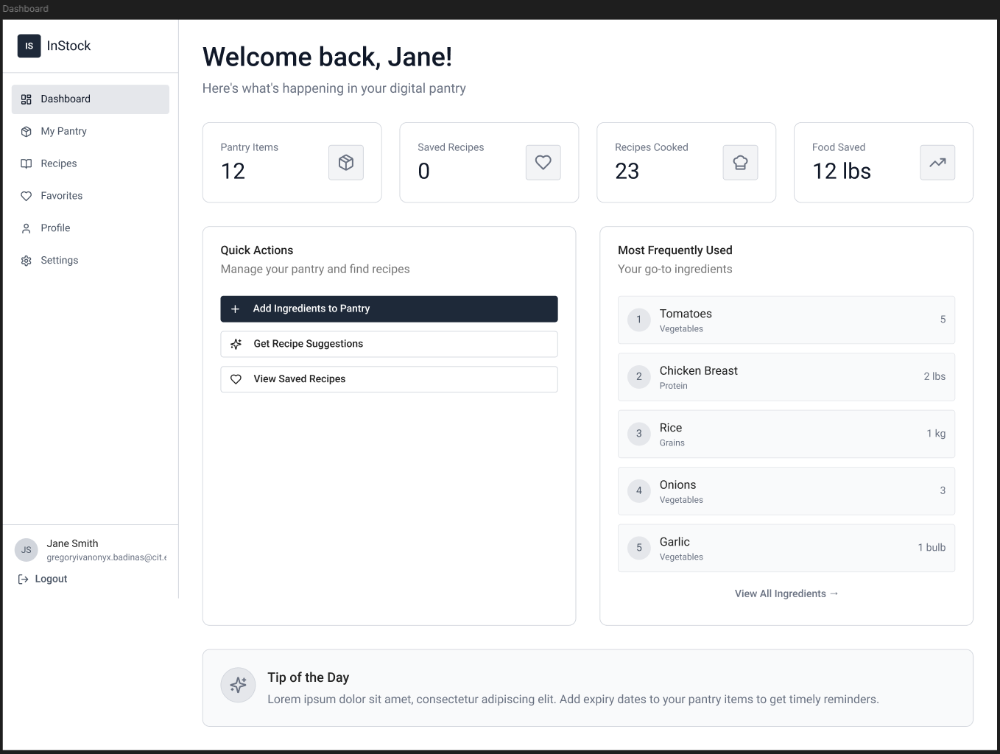 Dashboard
IS InStock
Dashboard
My Pantry
Recipes
Favorites
Profile
Settings
Jane Smith
gregoryivanonyx.badinas@cit.e
JS
Logout
Welcome back, Jane!
Here's what's happening in your digital pantry
Pantry Items
12
Saved Recipes
0
Recipes Cooked
23
Food Saved
12 lbs
Quick Actions
Manage your pantry and find recipes
Add Ingredients to Pantry
Get Recipe Suggestions
View Saved Recipes
Most Frequently Used
Your go-to ingredients
1 Tomatoes 5
Vegetables
2 Chicken Breast 2 lbs
Protein
3 Rice 1 kg
Grains
4 Onions 3
Vegetables
5 Garlic 1 bulb
Vegetables
View All Ingredients →
Tip of the Day
Lorem ipsum dolor sit amet, consectetur adipiscing elit. Add expiry dates to your pantry items to get timely reminders.